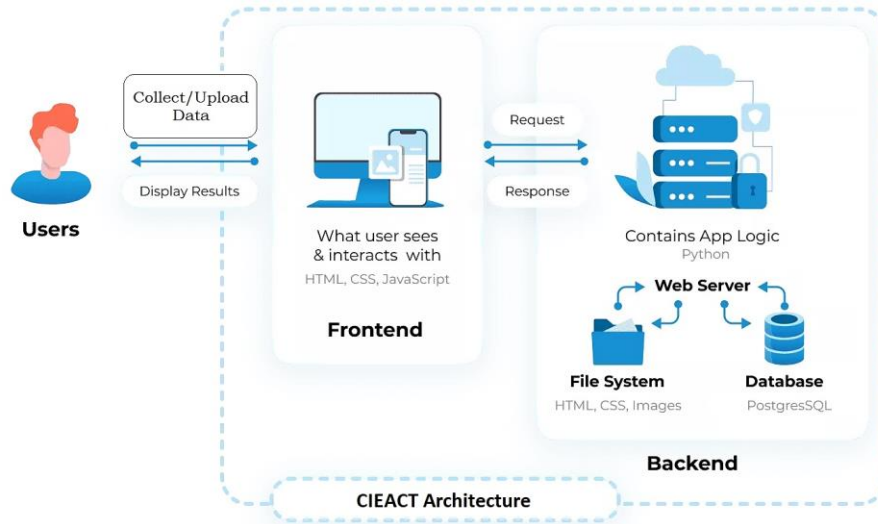 Collect/Upload
Data
Display Results
Users
What user sees
& interacts with
HTML, CSS, JavaScript
Frontend
Request
Response
Contains App Logic
Python
Web Server
File System
HTML, CSS, Images
Database
PostgresSQL
Backend
CIEACT Architecture